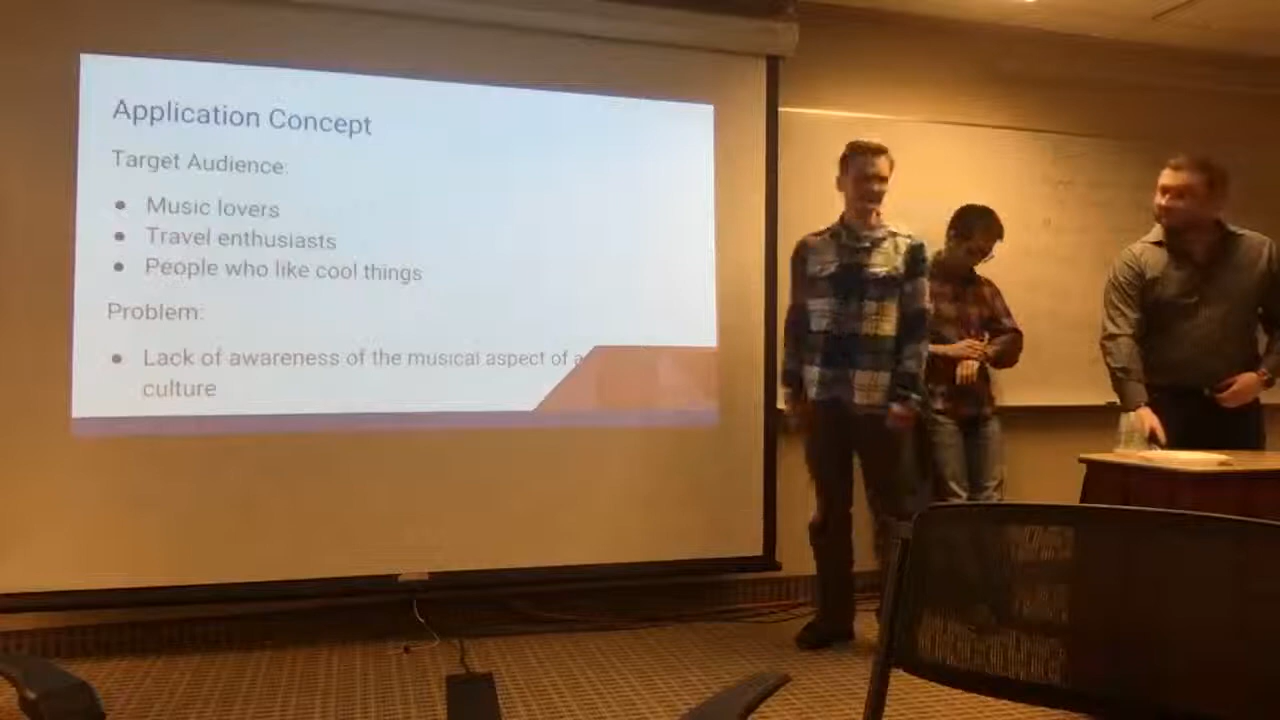 Application Concept
Target Audience:
● Music lovers
● Travel enthusiasts
● People who like cool things
Problem:
● Lack of awareness of the musical aspect of a
culture